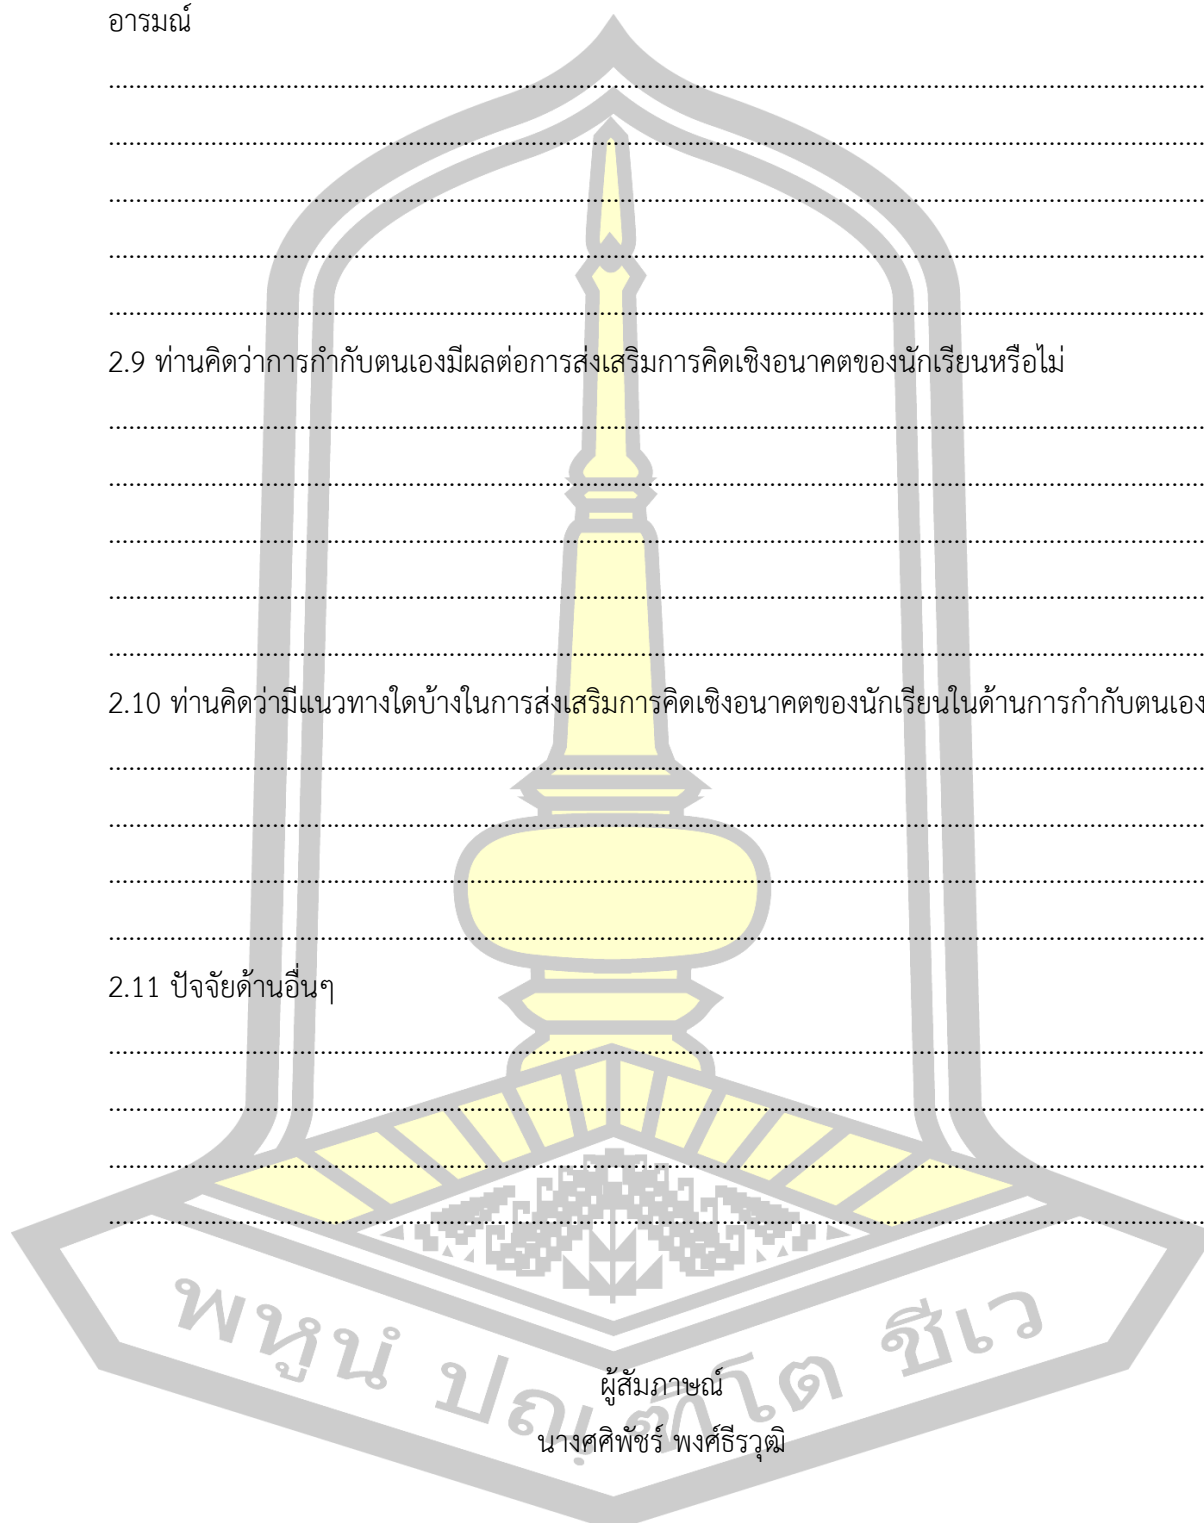 อารมณ์
2.9 ท่านคิดว่าการกำกับตนเองมีผลต่อการส่งเสริมการคิดเชิงอนาคตของนักเรียนหรือไม่
2.10 ท่านคิดว่ามีแนวทางใดบ้างในการส่งเสริมการคิดเชิงอนาคตของนักเรียนในด้านการกำกับตนเอง
2.11 ปัจจัยด้านอื่นๆ
พหูนํ ปณฺฑิโต ชีเว
ผู้สัมภาษณ์
นางศศิพัชร์ พงศ์ธีรวุฒิ